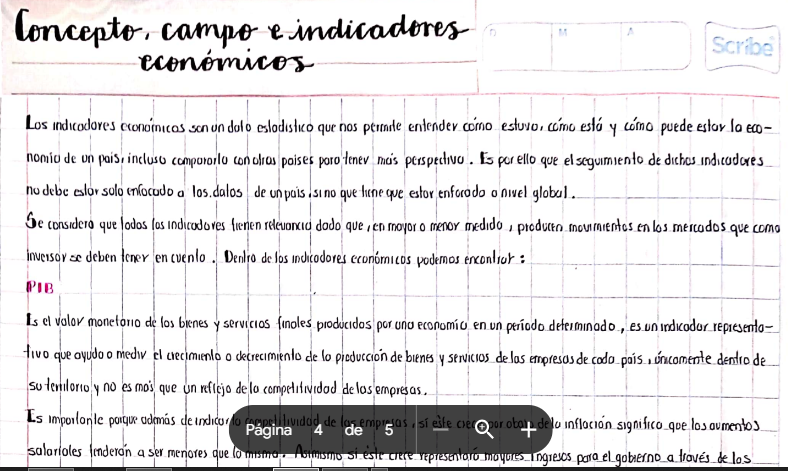 Concepto, campo e indicadores
económicos
D M A
Scribe
Los indicadores económicos son un dato estadístico que nos permite entender cómo estuvo, cómo está y cómo puede estar la eco-
nomía de un país, incluso compararlo con otros países para tener más perspectiva. Es por ello que el seguimiento de dichos indicadores
no debe estar solo enfocado a los datos de un país, sino que tiene que estar enfocado a nivel global.
Se considera que todos los indicadores tienen relevancia dado que, en mayor o menor medida, producen movimientos en los mercados que como
inversor se deben tener en cuenta. Dentro de los indicadores económicos podemos encontrar:
PIB
Es el valor monetario de los bienes y servicios finales producidos por una economía en un período determinado, es un indicador representa-
tivo que ayuda a medir el crecimiento o decrecimiento de la producción de bienes y servicios de las empresas de cada país, únicamente dentro de
su territorio y no es más que un reflejo de la competitividad de las empresas.
Es importante porque además de indicar la competitividad de las empresas, si éste crece por abajo de la inflación significa que los aumentos
salariales tenderán a ser menores que la misma. Asimismo si éste crece representará mayores ingresos para el gobierno a través de los
Página 4 de 5